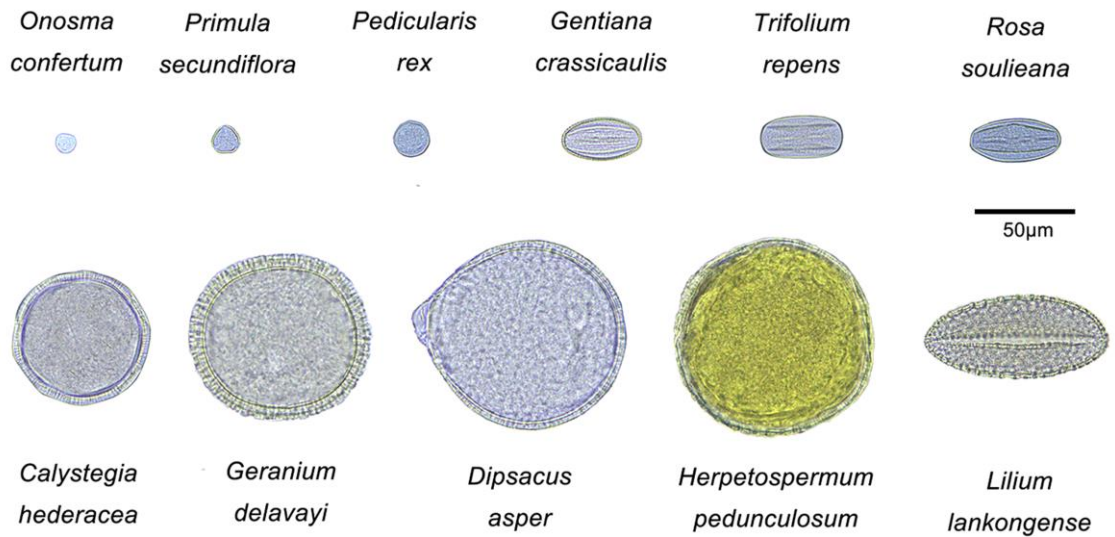 Onosma
confertum
Primula
secundiflora
Pedicularis
rex
Gentiana
crassicaulis
Trifolium
repens
Rosa
soulieana
50μm
Calystegia
hederacea
Geranium
delavayi
Dipsacus
asper
Herpetospermum
pedunculosum
Lilium
lankongense